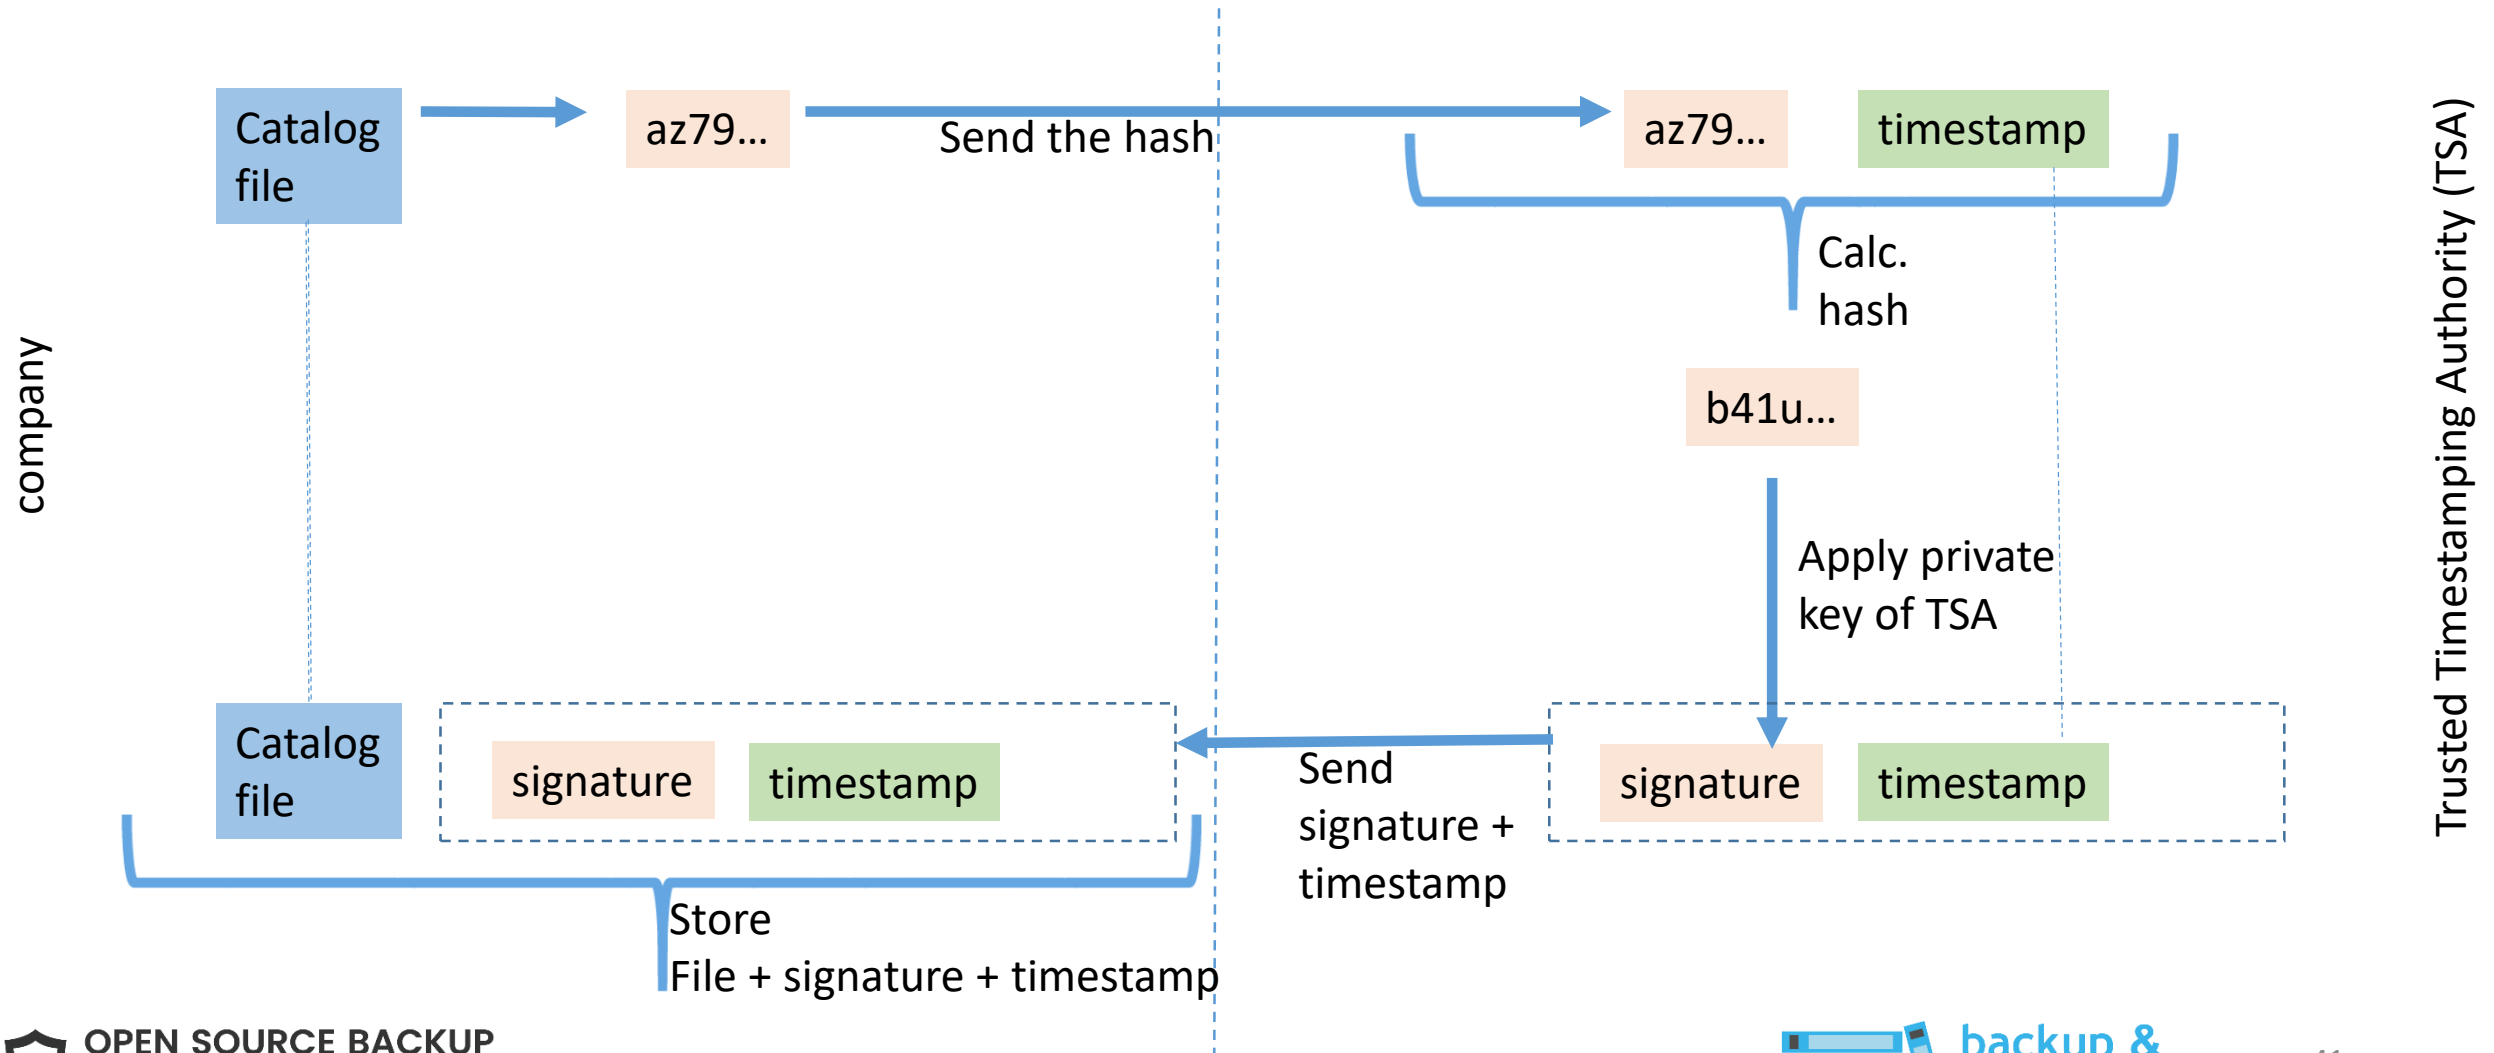 Catalog
file
az79...
Send the hash
az79...
timestamp
Calc.
hash
b41u...
Apply private
key of TSA
company
Trusted Timestamping Authority (TSA)
Catalog
file
signature
timestamp
Send
signature +
timestamp
signature
timestamp
Store
File + signature + timestamp
OPEN SOURCE BACKUP
backup &